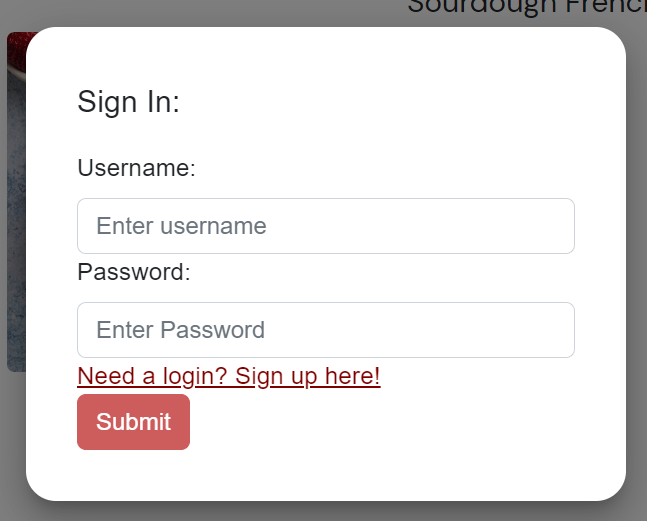 Sourdough French
Sign In:
Username:
Enter username
Password:
Enter Password
Need a login? Sign up here!
Submit